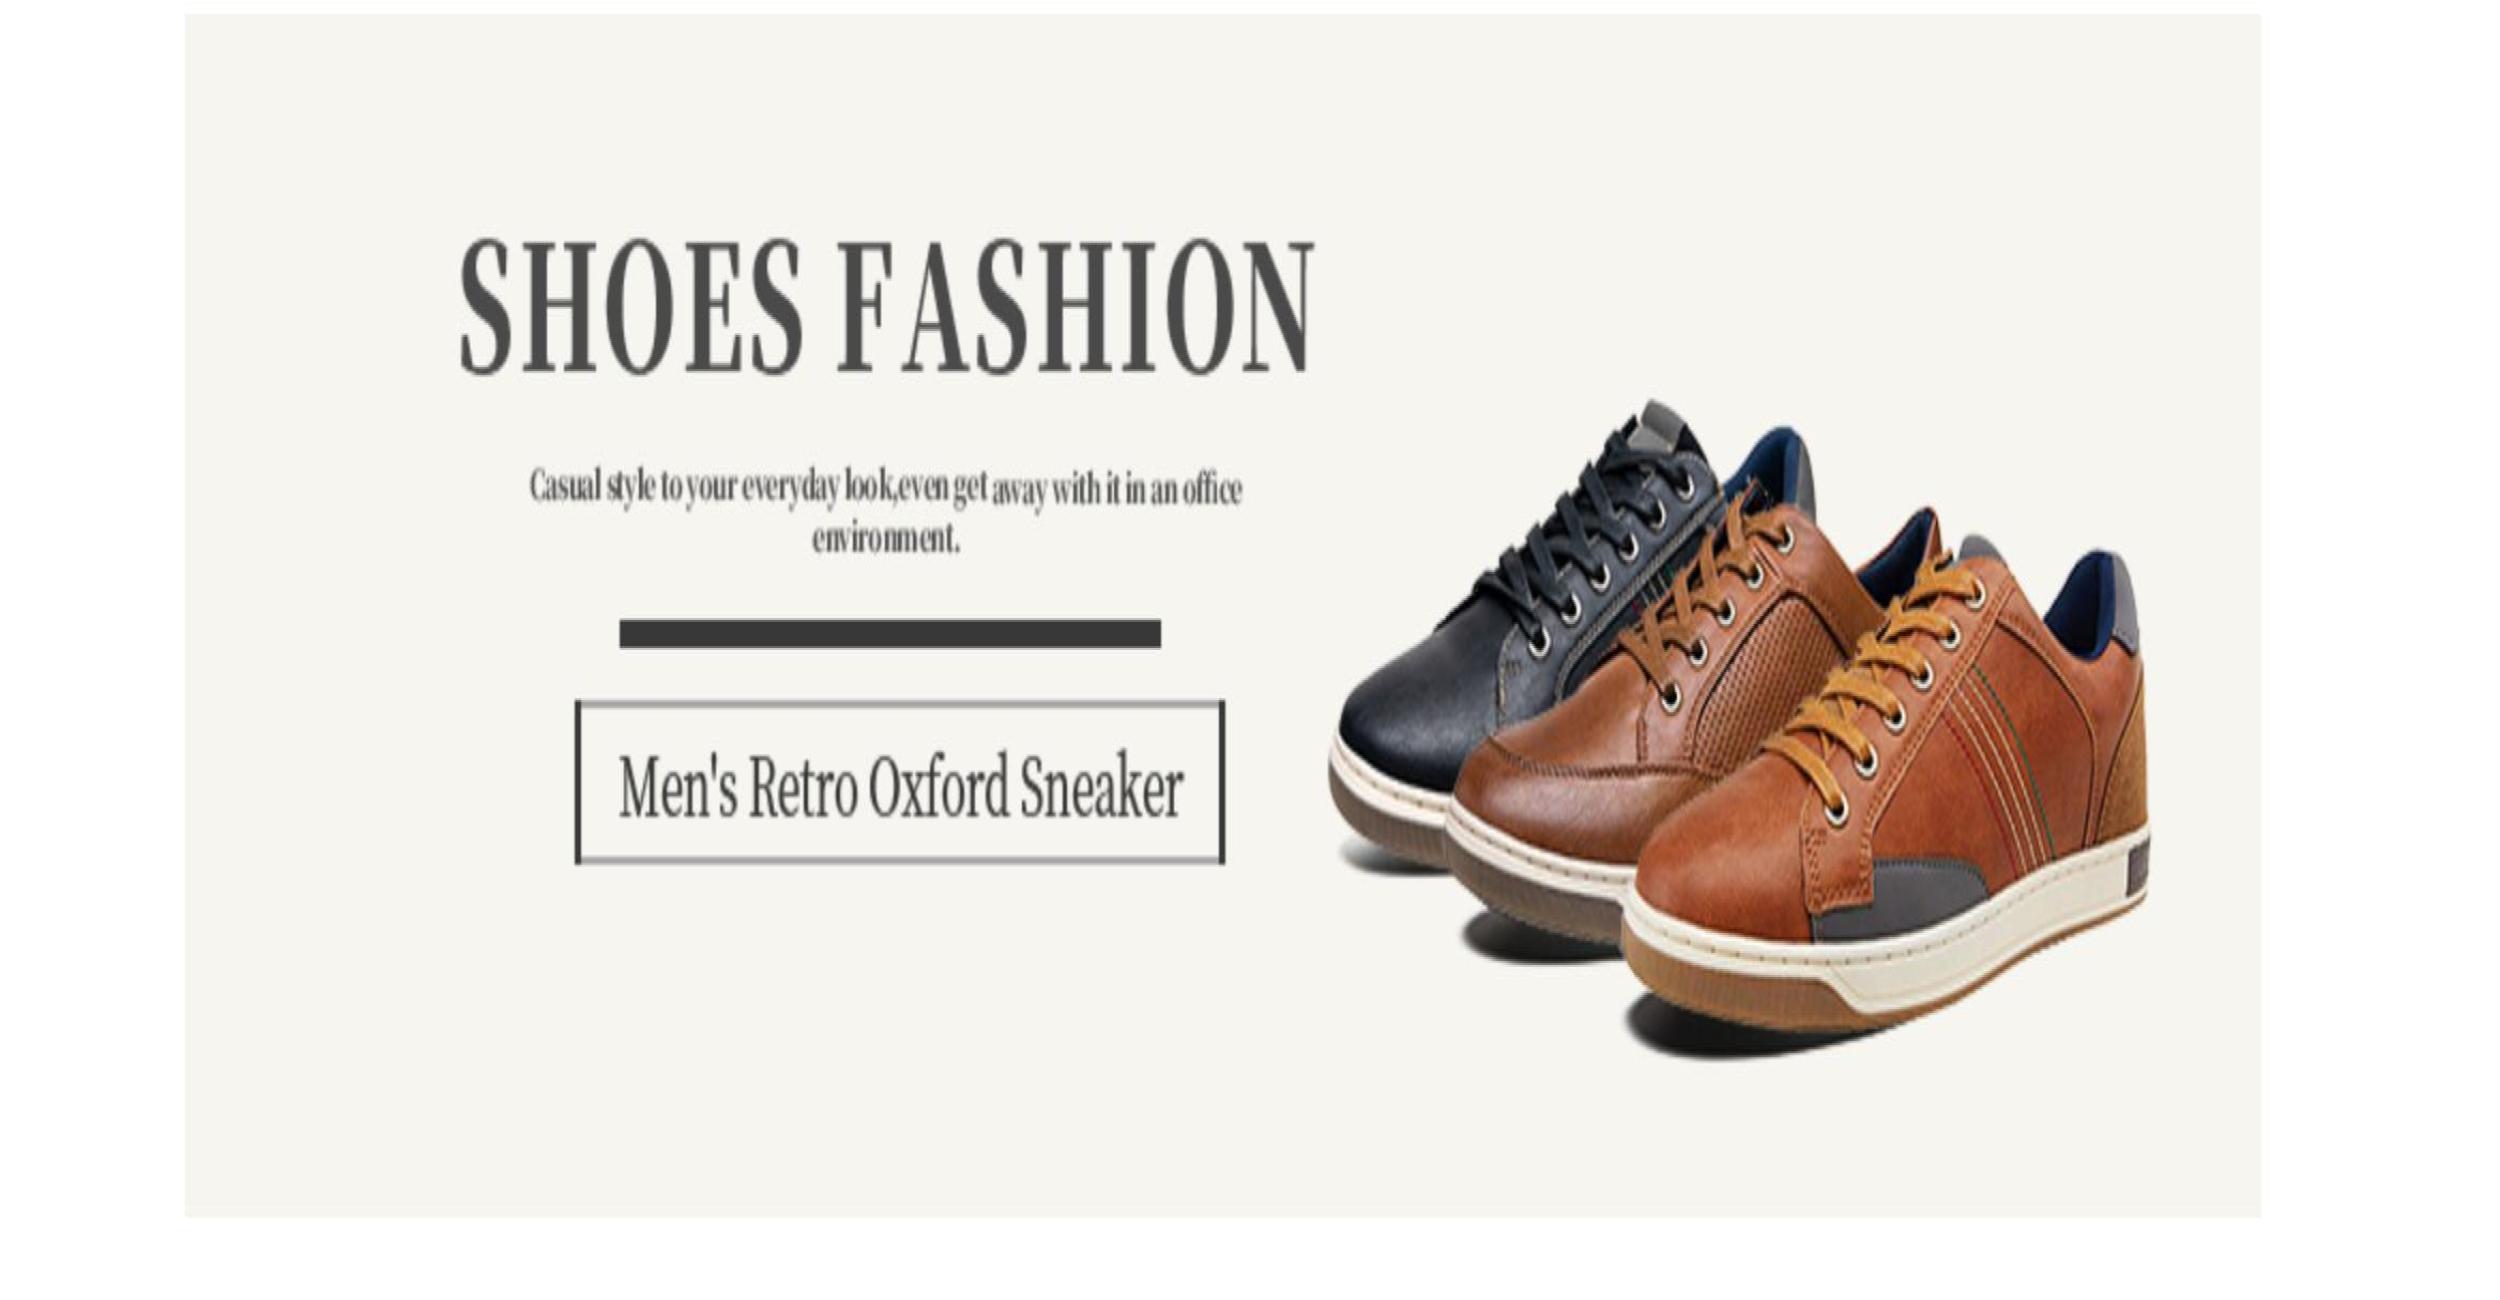 SHOES FASHION
Casual style to your everyday look,even get away with it in an office
environment.
Men's Retro Oxford Sneaker